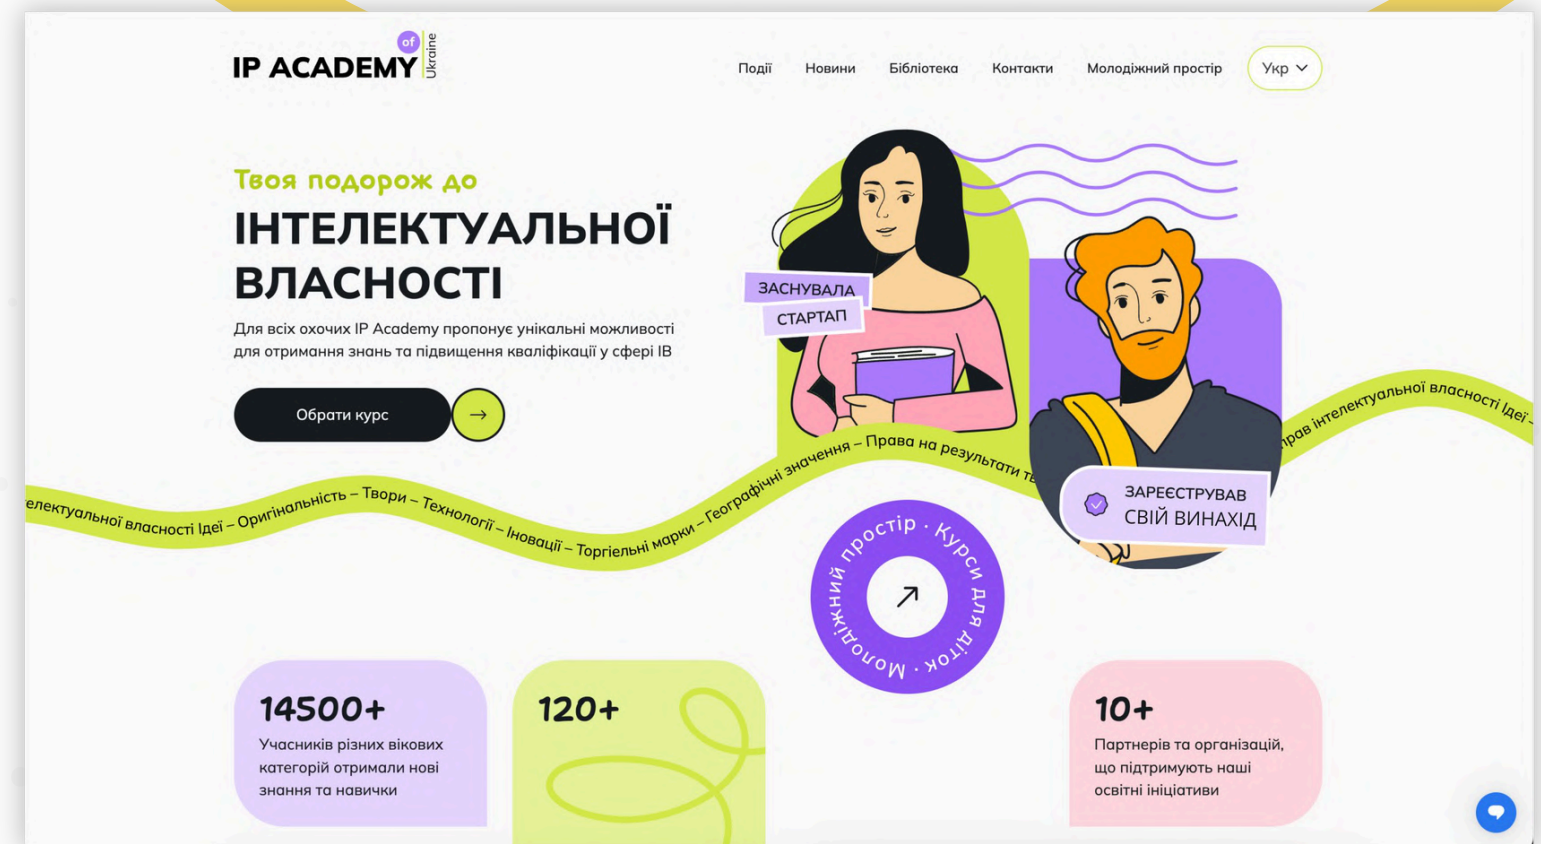 IP ACADEMY of Ukraine
Події Новини Бібліотека Контакти Молодіжний простір Укр
Твоя подорож до
ІНТЕЛЕКТУАЛЬНОЇ
ВЛАСНОСТІ
Для всіх охочих IP Academy пропонує унікальні можливості
для отримання знань та підвищення кваліфікації у сфері ІВ
Обрати курс
ЗАСНУВАЛА
СТАРТАП
ЗАРЕЄСТРУВАВ
СВІЙ ВИНАХІД
власності Ідеї – Оригінальність – Твори – Технології – Іновації – Торгіельні марки – Географічні значення – Права на результати
прав інтелектуальної власності Ідеї –
Молодіжний простір · Курси для діток ·
14500+
Учасників різних вікових
категорій отримали нові
знання та навички
120+
10+
Партнерів та організацій,
що підтримують наші
освітні ініціативи